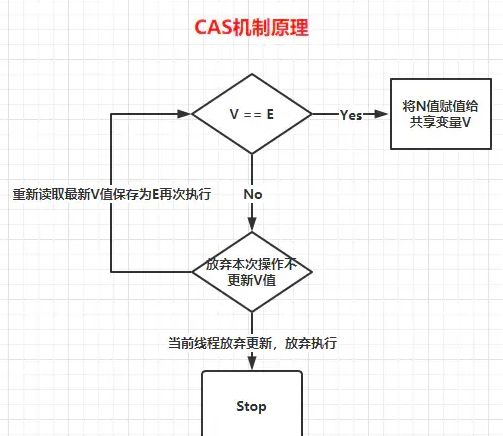 CAS机制原理
V == E
Yes
将N值赋值给
共享变量V
重新读取最新V值保存为E再次执行
No
放弃本次操作不
更新V值
当前线程放弃更新，放弃执行
Stop